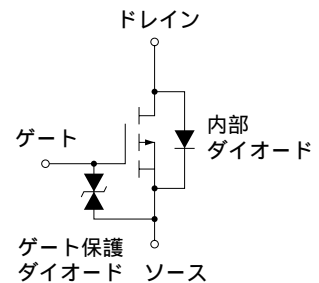 ドレイン
ゲート
内部
ダイオード
ゲート保護
ダイオード
ソース